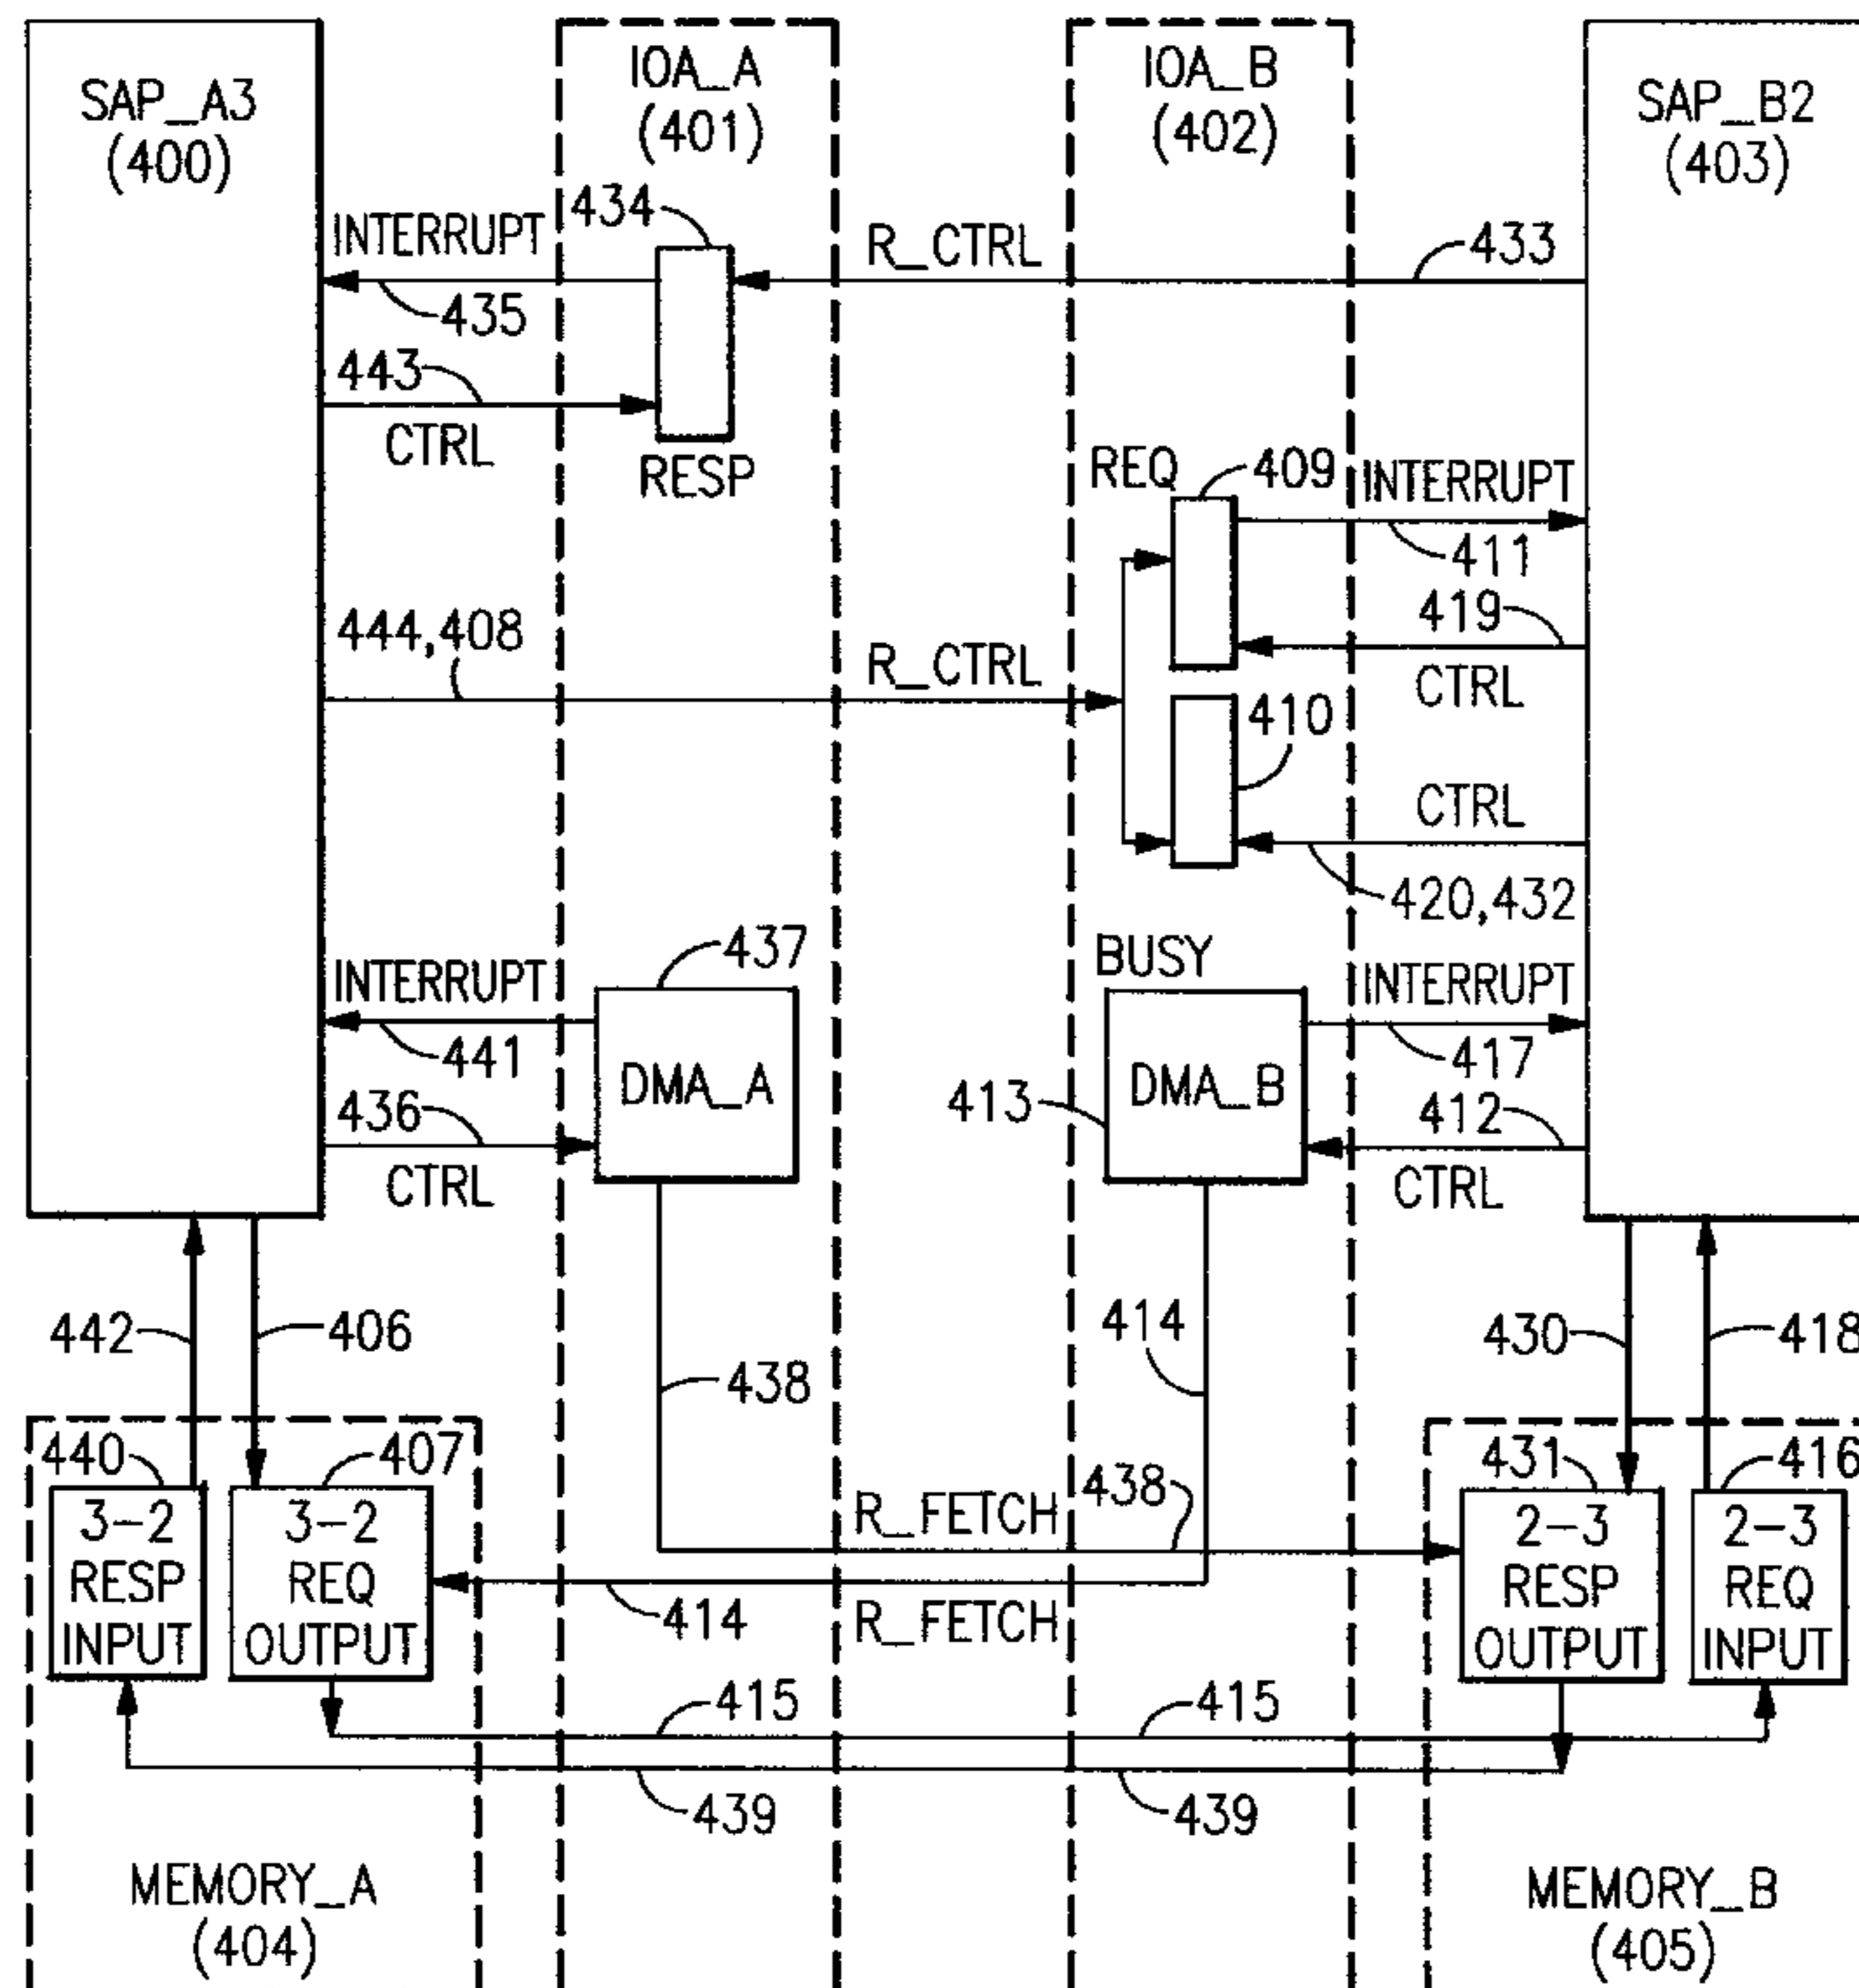 SAP_A3
(400)
IOA_A
(401)
IOA_B
(402)
SAP_B2
(403)
434
INTERRUPT
R_CTRL
433
435
443
CTRL
RESP
REQ
409
INTERRUPT
411
444,408
R_CTRL
419
CTRL
410
CTRL
420,432
437
BUSY
INTERRUPT
INTERRUPT
441
DMA_A
DMA_B
417
436
413
412
CTRL
CTRL
442
406
438
414
430
418
440
407
431
416
3-2
RESP
INPUT
3-2
REQ
OUTPUT
R_FETCH
438
2-3
RESP
OUTPUT
2-3
REQ
INPUT
414
R_FETCH
415
415
439
439
MEMORY_A
(404)
MEMORY_B
(405)